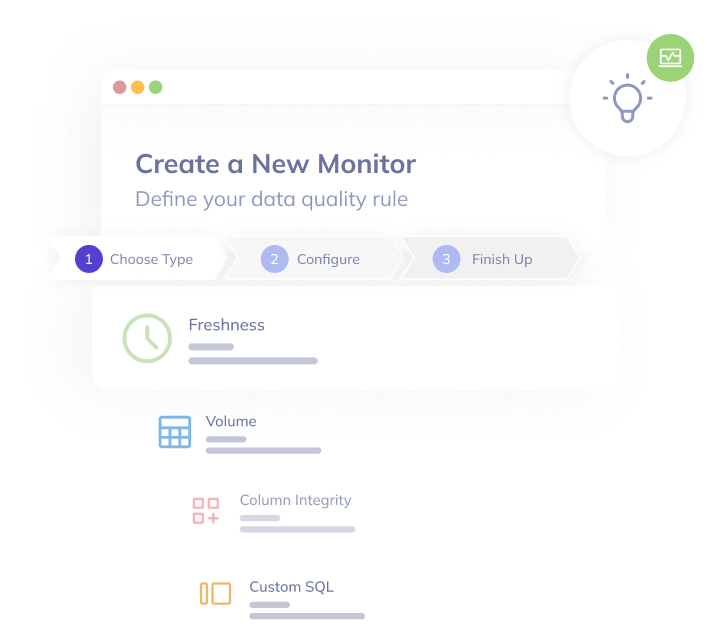 Create a New Monitor
Define your data quality rule
1 Choose Type 2 Configure 3 Finish Up
Freshness
Volume
Column Integrity
Custom SQL